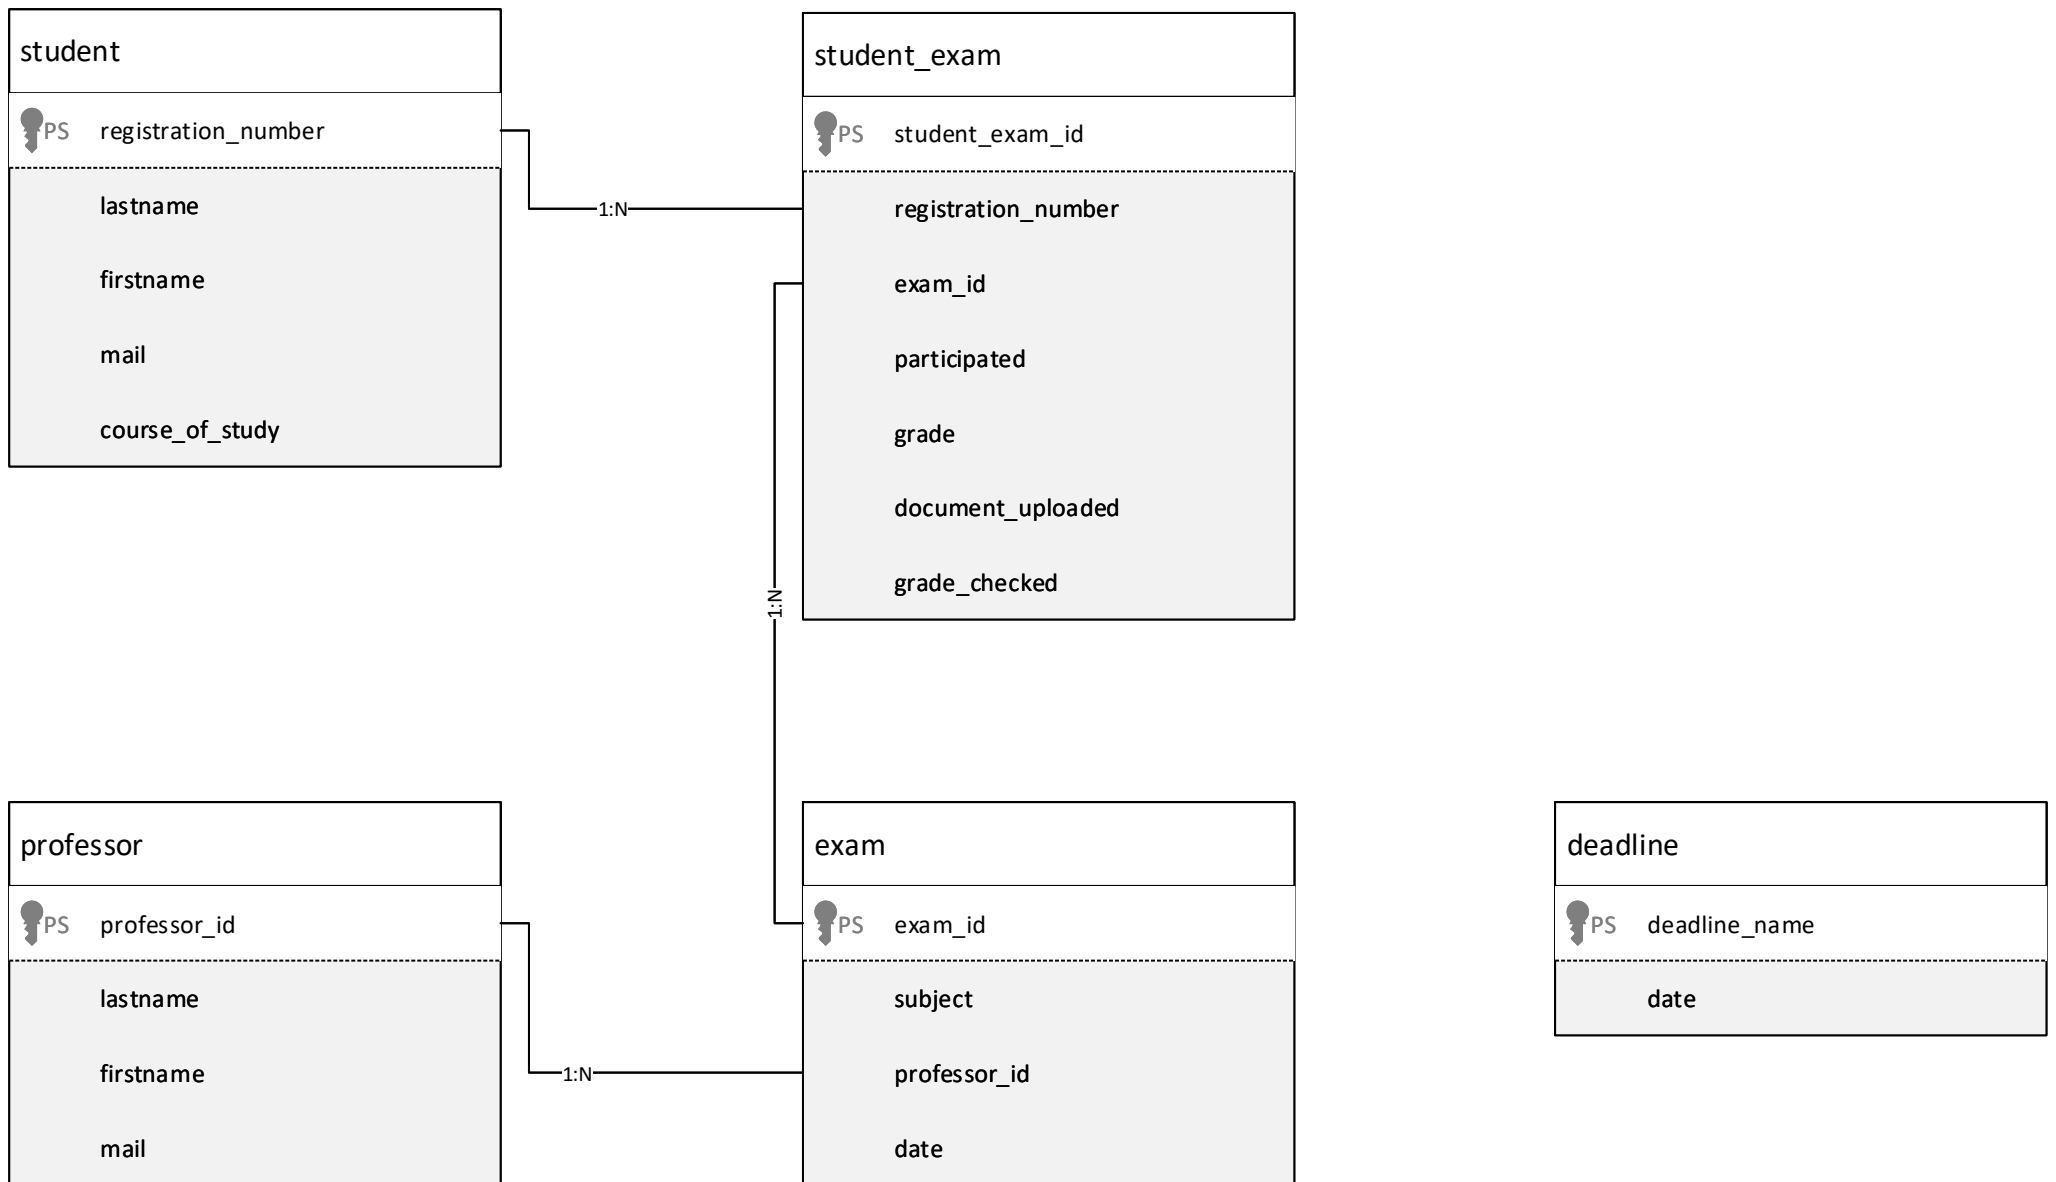 student
PS registration_number
lastname
firstname
mail
course_of_study
1:N
student_exam
PS student_exam_id
registration_number
exam_id
participated
grade
document_uploaded
grade_checked
1:N
professor
PS professor_id
lastname
firstname
mail
1:N
exam
PS exam_id
subject
professor_id
date
deadline
PS deadline_name
date